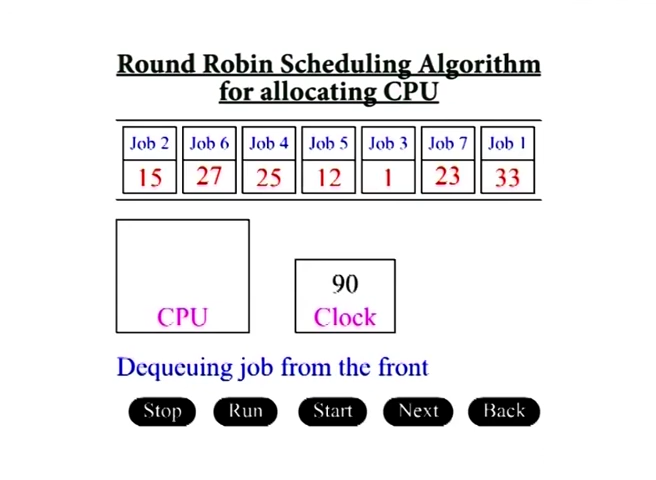 Round Robin Scheduling Algorithm
for allocating CPU
Job 2 Job 6 Job 4 Job 5 Job 3 Job 7 Job 1
15 27 25 12 1 23 33
90
CPU Clock
Dequeuing job from the front
Stop Run Start Next Back